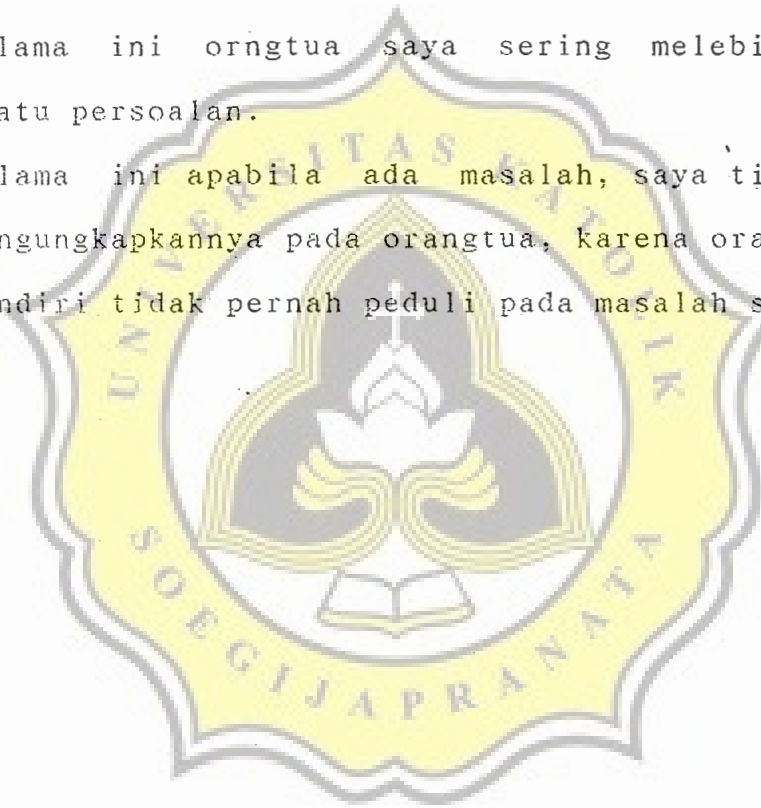 lama ini orngtua saya sering melebi
atu persoalan.
lama ini apabila ada masalah, saya ti
ngungkapkannya pada orangtua, karena ora
ndiri tidak pernah peduli pada masalah s
UNIVERSITAS KATOLIK
SOEGIJAPRANATA